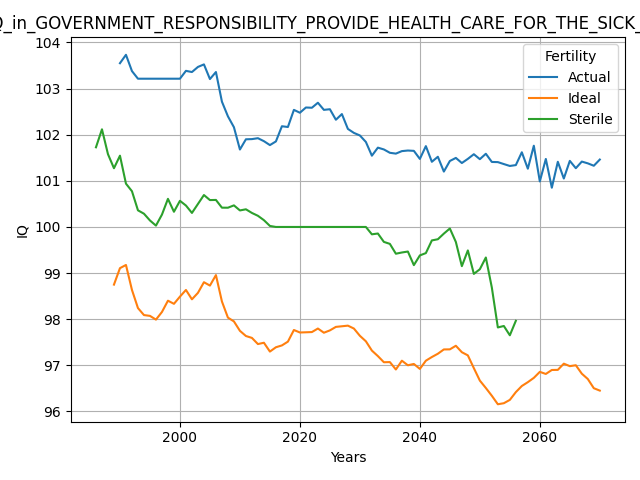 _in_GOVERNMENT_RESPONSIBILITY_PROVIDE_HEALTH_CARE_FOR_THE_SICK_
Fertility
Actual
Ideal
Sterile
104
103
102
101
100
99
98
97
96
IQ
2000
2020
2040
2060
Years